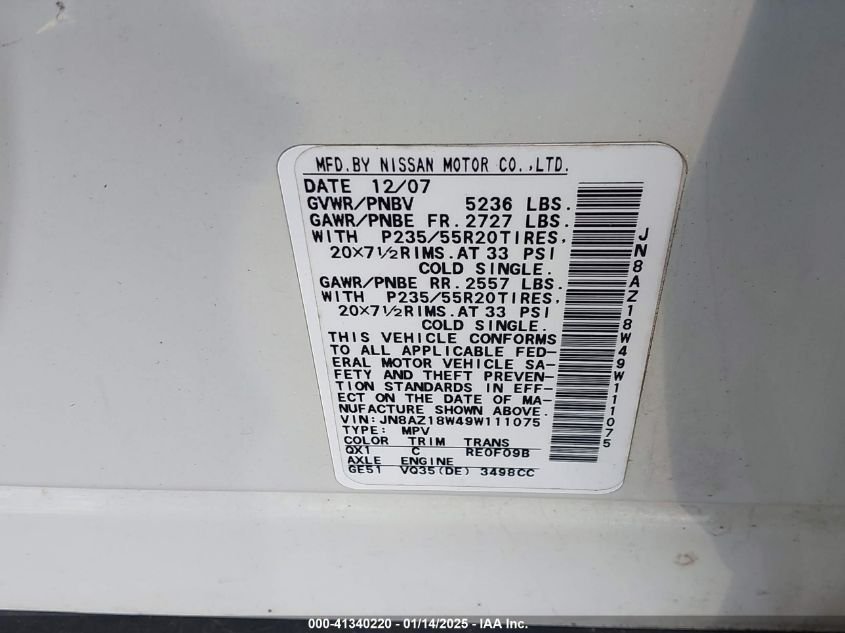 MFD.BY NISSAN MOTOR CO.,LTD.
DATE 12/07
GVWR/PNBV 5236 LBS.
GAWR/PNBE FR. 2727 LBS.
WITH P235/55R20TIRES,
20×7½RIMS.AT 33 PSI
COLD SINGLE.
GAWR/PNBE RR. 2557 LBS.
WITH P235/55R20TIRES,
20×7½RIMS.AT 33 PSI
COLD SINGLE.
THIS VEHICLE CONFORMS
TO ALL APPLICABLE FED-
ERAL MOTOR VEHICLE SA-
FETY AND THEFT PREVEN-
TION STANDARDS IN EFF-
ECT ON THE DATE OF MA-
NUFACTURE SHOWN ABOVE.
VIN: JN8AZ18W49W111075
TYPE: MPV
COLOR TRIM TRANS
QX1 C RE0F09B
AXLE ENGINE
GE51 VQ35(DE) 3498CC
JN8AZ18W49W111075
000-41340220 - 01/14/2025 - IAA Inc.